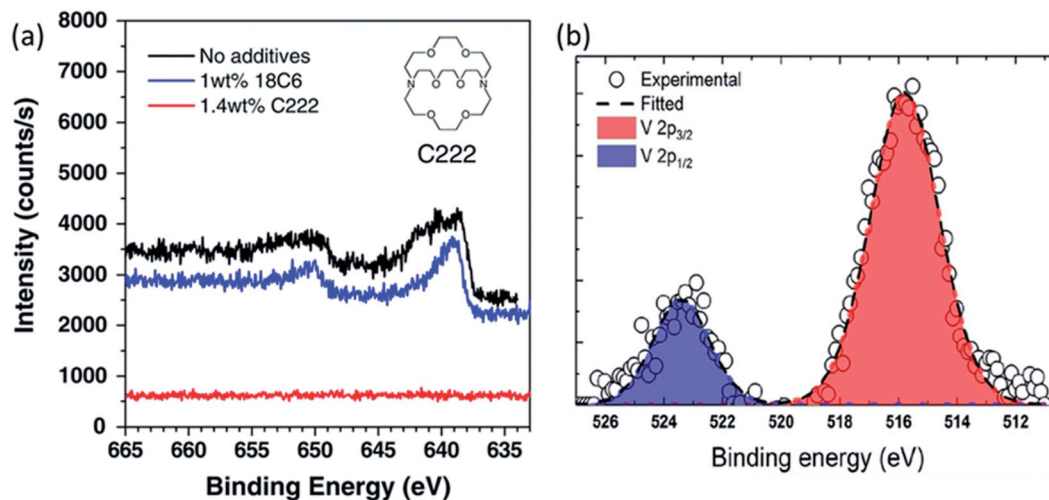 (a)
8000
7000
6000
5000
4000
3000
2000
1000
0
Intensity (counts/s)
No additives
1wt% 18C6
1.4wt% C222
O O
N O O N
O O
C222
665 660 655 650 645 640 635
Binding Energy (eV)
(b)
Experimental
Fitted
V 2p3/2
V 2p1/2
526 524 522 520 518 516 514 512
Binding energy (eV)